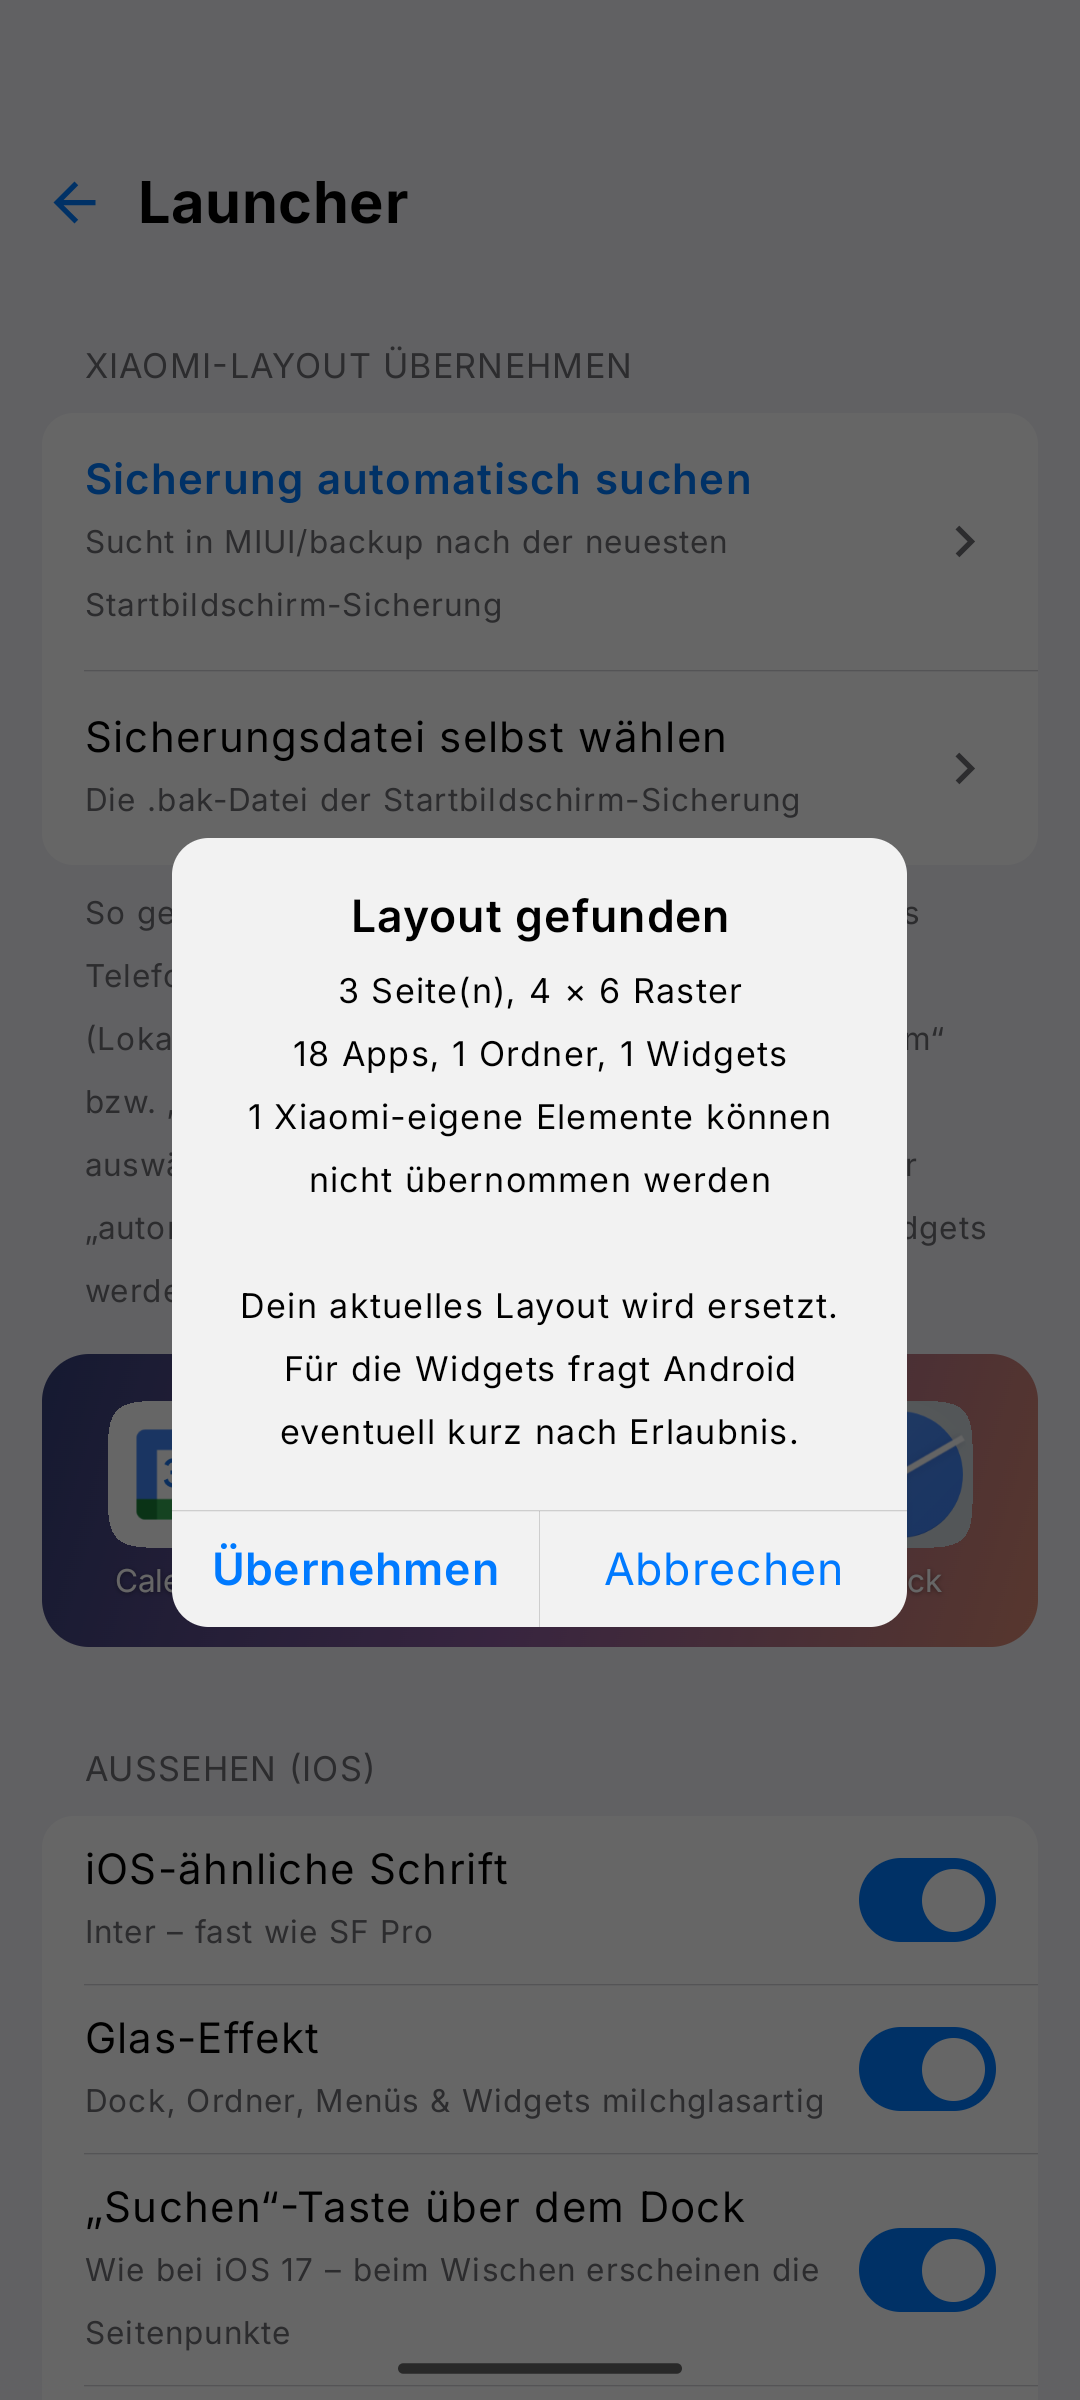 Launcher
XIAOMI-LAYOUT ÜBERNEHMEN
Sicherung automatisch suchen
Sucht in MIUI/backup nach der neuesten
Startbildschirm-Sicherung
Sicherungsdatei selbst wählen
Die .bak-Datei der Startbildschirm-Sicherung
So
bzw.
Layout gefunden
3 Seite(n), 4 × 6 Raster
18 Apps, 1 Ordner, 1 Widgets
1 Xiaomi-eigene Elemente können
nicht übernommen werden
Dein aktuelles Layout wird ersetzt.
Für die Widgets fragt Android
eventuell kurz nach Erlaubnis.
Übernehmen
Abbrechen
AUSSEHEN (IOS)
iOS-ähnliche Schrift
Inter – fast wie SF Pro
Glas-Effekt
Dock, Ordner, Menüs & Widgets milchglasartig
„Suchen“-Taste über dem Dock
Wie bei iOS 17 – beim Wischen erscheinen die
Seitenpunkte